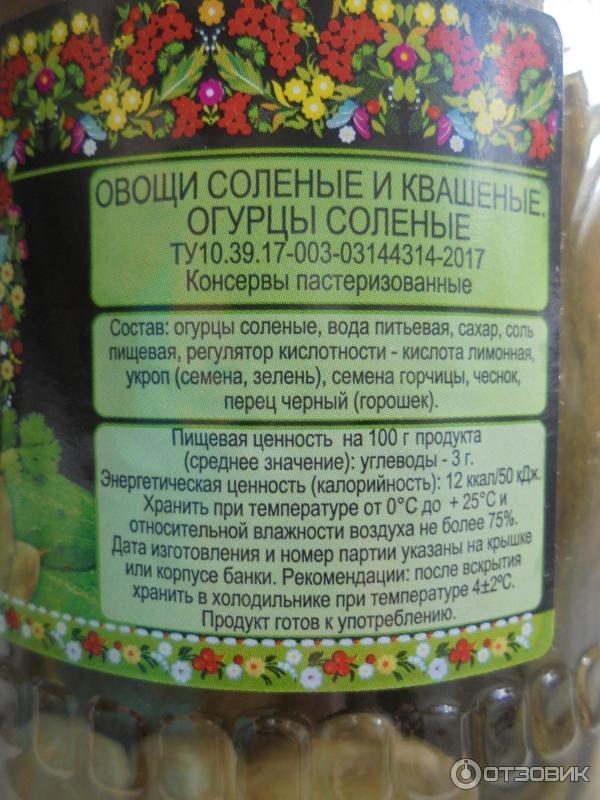 ОВОЩИ СОЛЕНЫЕ И КВАШЕНЫЕ.
ОГУРЦЫ СОЛЕНЫЕ
ТУ10.39.17-003-03144314-2017
Консервы пастеризованные
Состав: огурцы соленые, вода питьевая, сахар, соль
пищевая, регулятор кислотности - кислота лимонная,
укроп (семена, зелень), семена горчицы, чеснок,
перец черный (горошек).
Пищевая ценность на 100 г продукта
(среднее значение): углеводы - 3 г.
Энергетическая ценность (калорийность): 12 ккал/50 кДж.
Хранить при температуре от 0°С до + 25°С и
относительной влажности воздуха не более 75%.
Дата изготовления и номер партии указаны на крышке
или корпусе банки. Рекомендации: после вскрытия
хранить в холодильнике при температуре 4±2°С.
Продукт готов к употреблению.
ОТЗОВИК